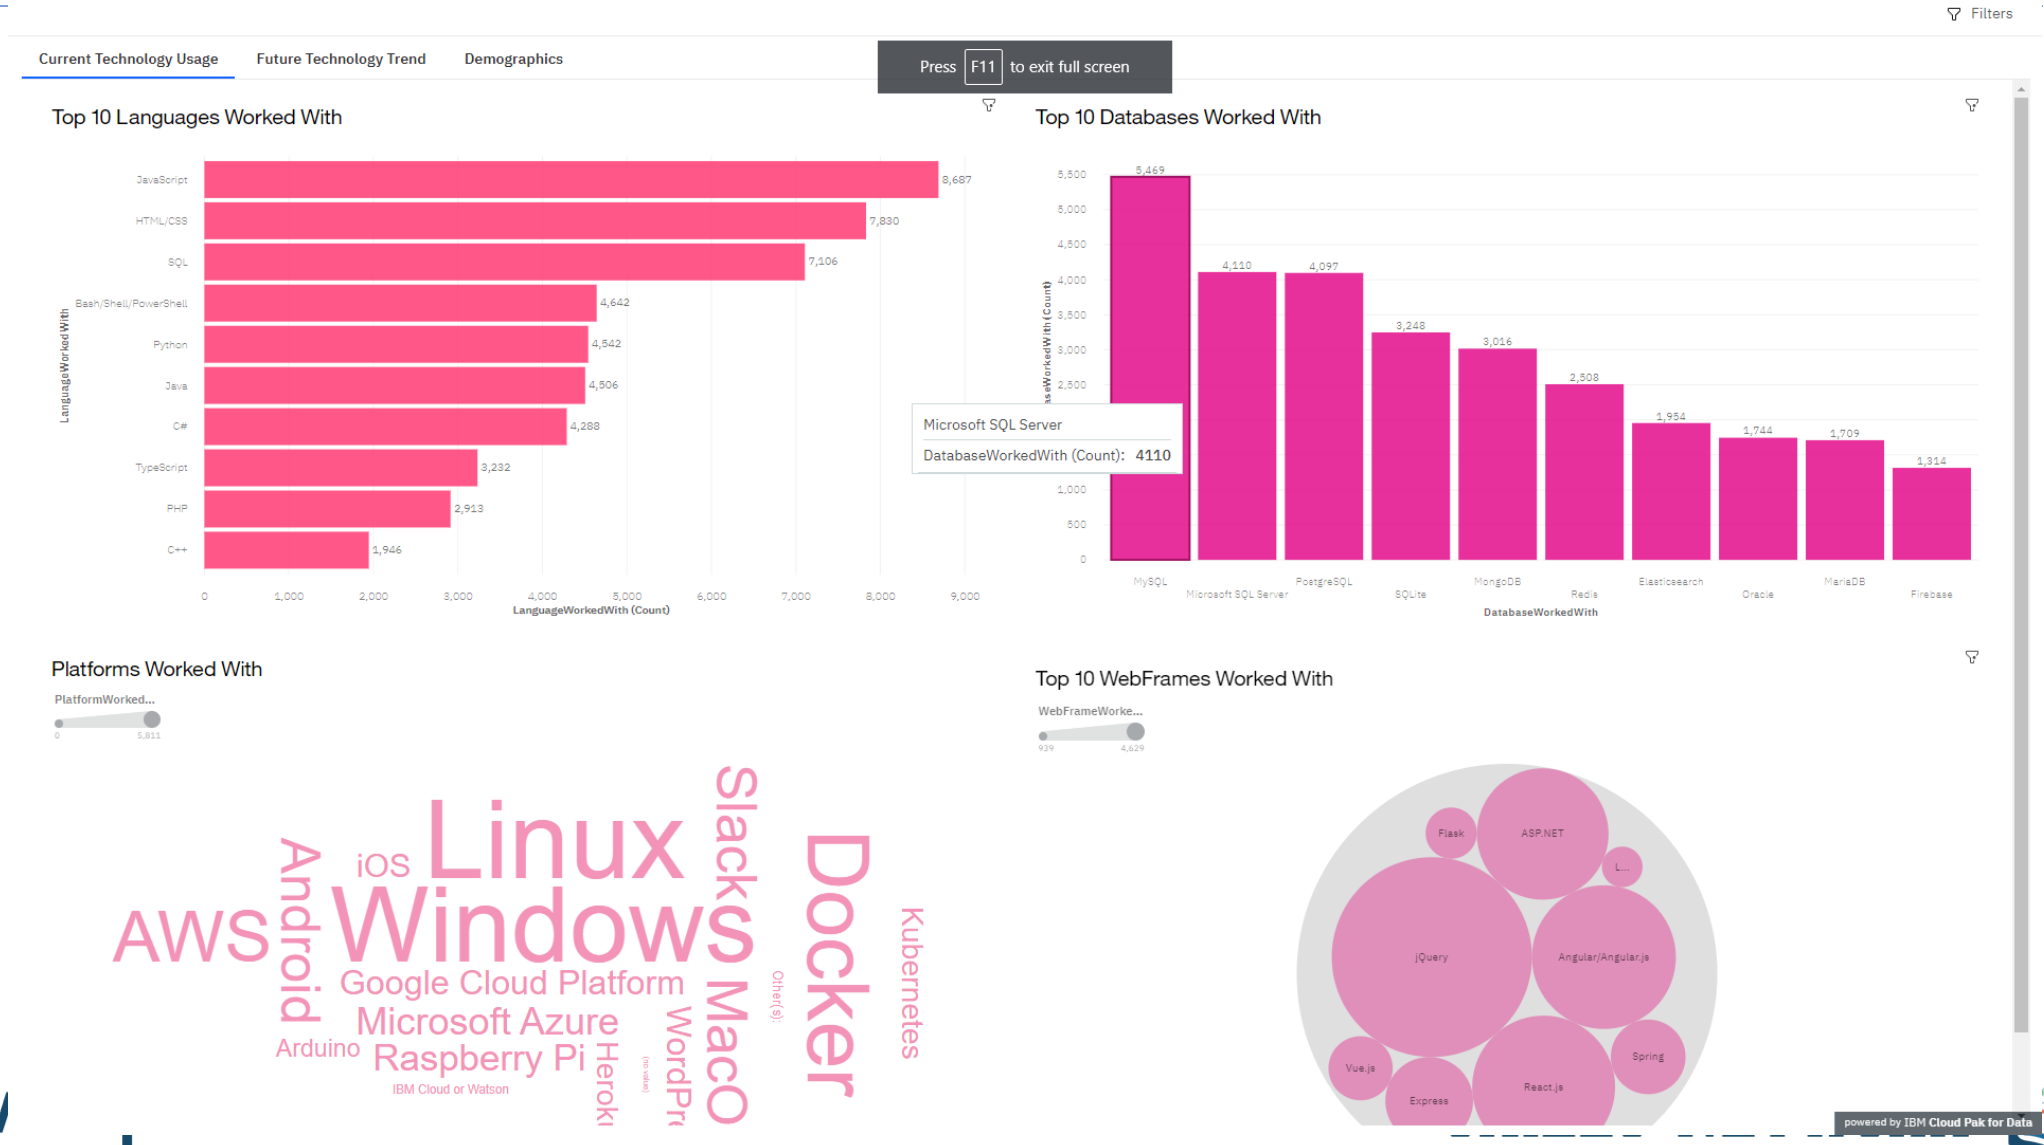 Filters
Current Technology Usage
Future Technology Trend
Demographics
Press F11 to exit full screen
Top 10 Languages Worked With
JavaScript
8,687
HTML/CSS
7,830
SQL
7,106
Bash/Shell/PowerShell
4,642
Python
4,542
Java
4,506
C#
4,288
TypeScript
3,232
PHP
2,913
C++
1,946
LanguageWorkedWith
0 1,000 2,000 3,000 4,000 5,000 6,000 7,000 8,000 9,000
LanguageWorkedWith (Count)
Top 10 Databases Worked With
5,500
5,000
4,500
4,000
3,500
3,000
2,500
1,000
500
0
aseWorkedWith (Count)
5,469
4,110
4,097
3,248
3,016
2,508
1,954
1,744
1,709
1,314
Microsoft SQL Server
DatabaseWorkedWith (Count): 4110
MySQL
Microsoft SQL Server
PostgreSQL
SQLite
MongoDB
Redis
Elasticsearch
Oracle
MariaDB
Firebase
DatabaseWorkedWith
Platforms Worked With
PlatformWorked...
0 5,811
Linux
Windows
Docker
Slack
AWS
Android
iOS
Google Cloud Platform
Microsoft Azure
Raspberry Pi
Arduino
IBM Cloud or Watson
Heroku
(no value)
WordPre
MacO
s
Other(s):
Kubernetes
Top 10 WebFrames Worked With
WebFrameWorke...
939 4,629
Flask
ASP.NET
L...
jQuery
Angular/Angular.js
Vue.js
Express
React.js
Spring
powered by IBM Cloud Pak for Data